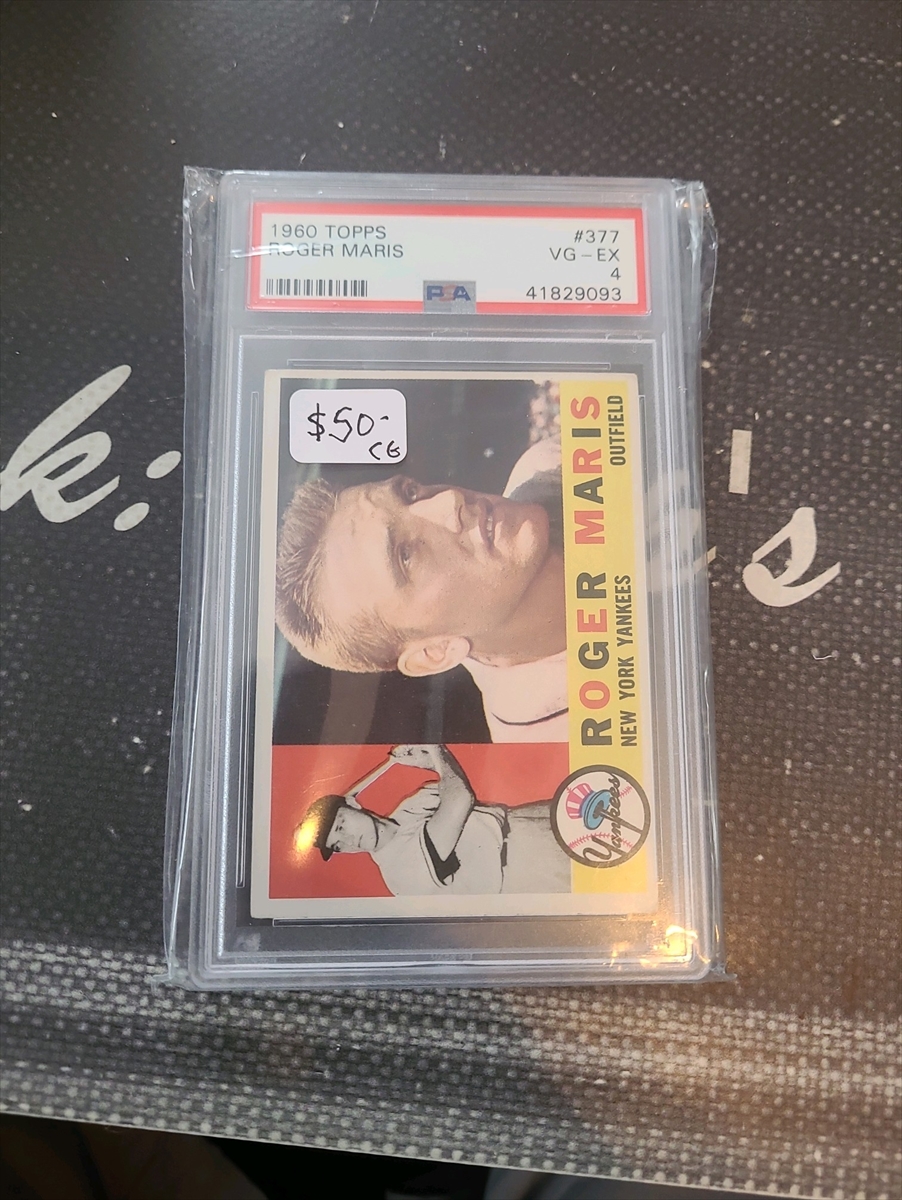 1960 TOPPS
ROGER MARIS
#377
VG-EX
4
41829093
PSA
$50-
CG
ROGER MARIS
NEW YORK YANKEES
OUTFIELD
Yankees
k:
's